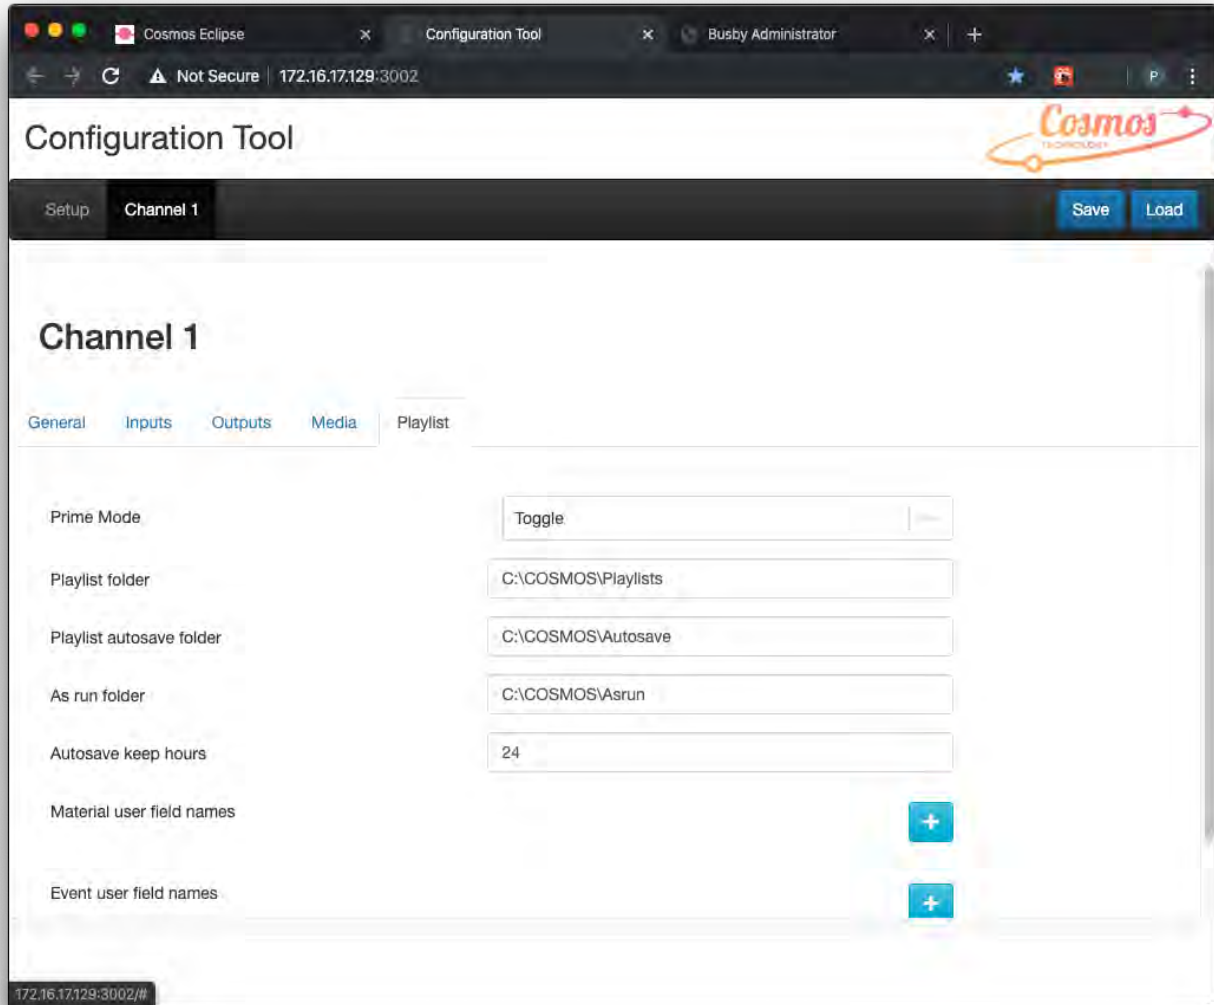 Cosmos Eclipse Configuration Tool Busby Administrator
Not Secure 172.16.17.129:3002 P
Configuration Tool
Cosmos
TECHNOLOGY
Setup Channel 1 Save Load
Channel 1
General Inputs Outputs Media Playlist
Prime Mode Toggle
Playlist folder C:\COSMOS\Playlists
Playlist autosave folder C:\COSMOS\Autosave
As run folder C:\COSMOS\Asrun
Autosave keep hours 24
Material user field names +
Event user field names +
172.16.17.129:3002/#